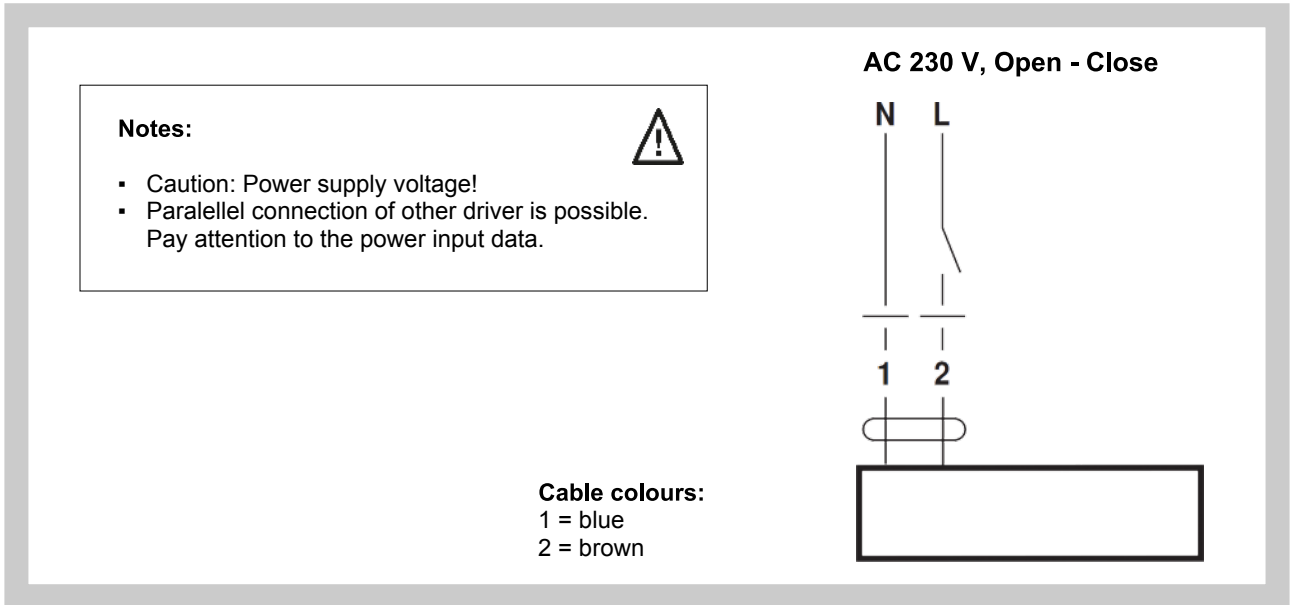 Notes:
▪ Caution: Power supply voltage!
▪ Paralellel connection of other driver is possible.
Pay attention to the power input data.
AC 230 V, Open - Close
N L
1 2
Cable colours:
1 = blue
2 = brown